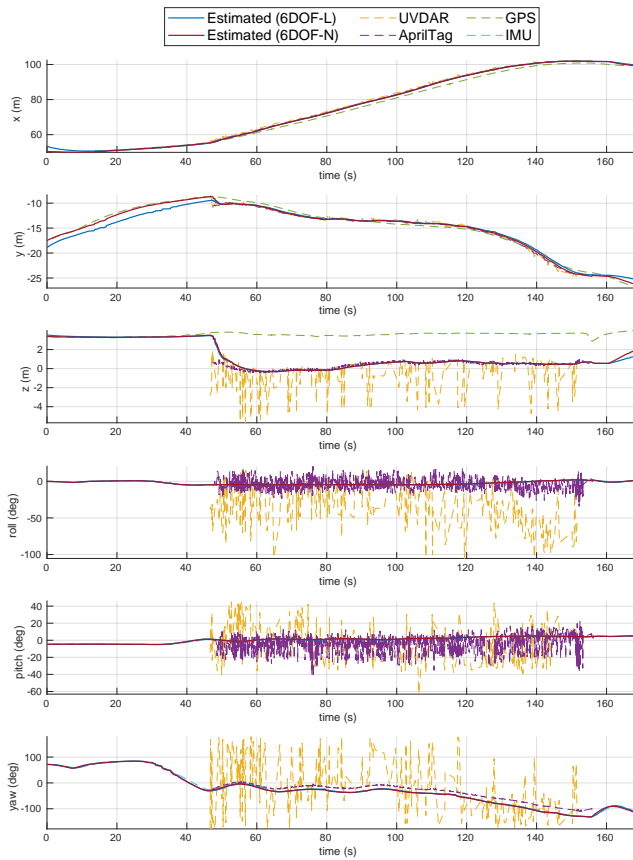 Estimated (6DOF-L) UVDAR GPS
Estimated (6DOF-N) AprilTag IMU
100
80
60
x (m)
0 20 40 60 80 100 120 140 160
time (s)
-10
-15
-20
-25
y (m)
0 20 40 60 80 100 120 140 160
time (s)
2
0
-2
-4
z (m)
0 20 40 60 80 100 120 140 160
time (s)
0
-50
-100
roll (deg)
0 20 40 60 80 100 120 140 160
time (s)
40
20
0
-20
-40
-60
pitch (deg)
0 20 40 60 80 100 120 140 160
time (s)
100
0
-100
yaw (deg)
0 20 40 60 80 100 120 140 160
time (s)